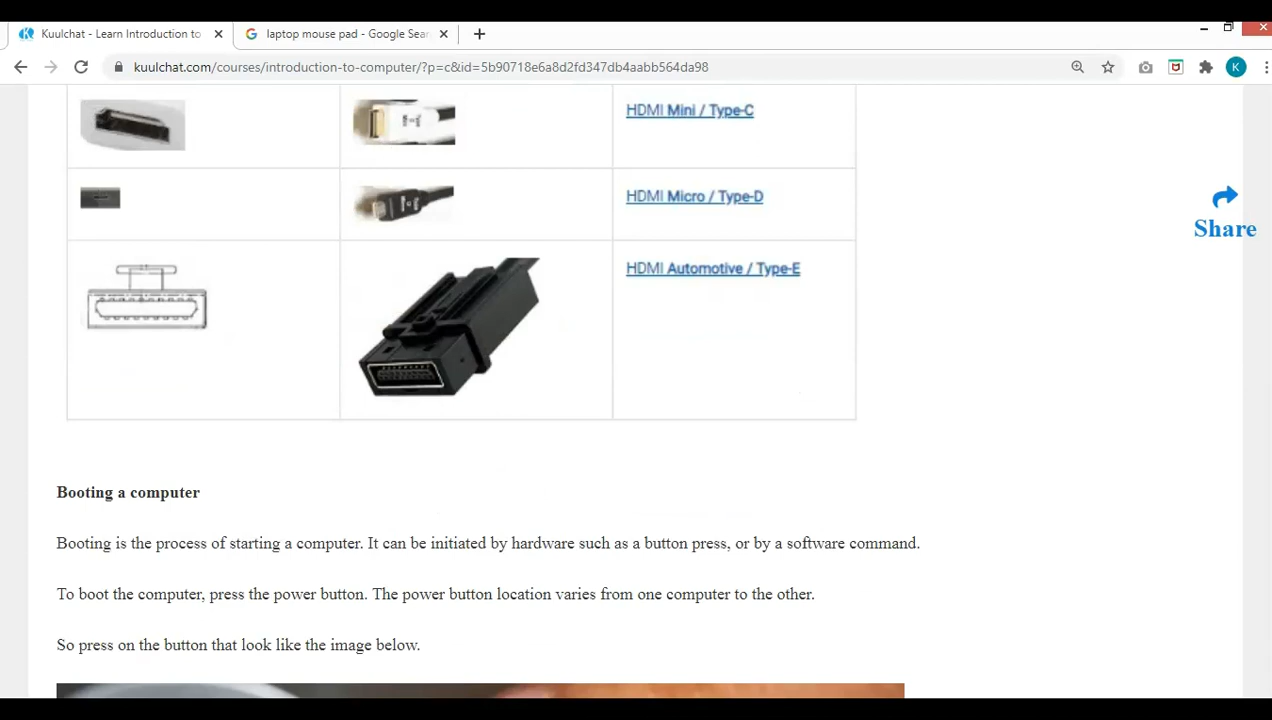 Kuulchat - Learn Introduction to
laptop mouse pad - Google Sear
kuulchat.com/courses/introduction-to-computer/?p=c&id=5b90718e6a8d2fd347db4aabb564da98
K
HDMI Mini / Type-C
HDMI Micro / Type-D
Share
HDMI Automotive / Type-E
Booting a computer
Booting is the process of starting a computer. It can be initiated by hardware such as a button press, or by a software command.
To boot the computer, press the power button. The power button location varies from one computer to the other.
So press on the button that look like the image below.